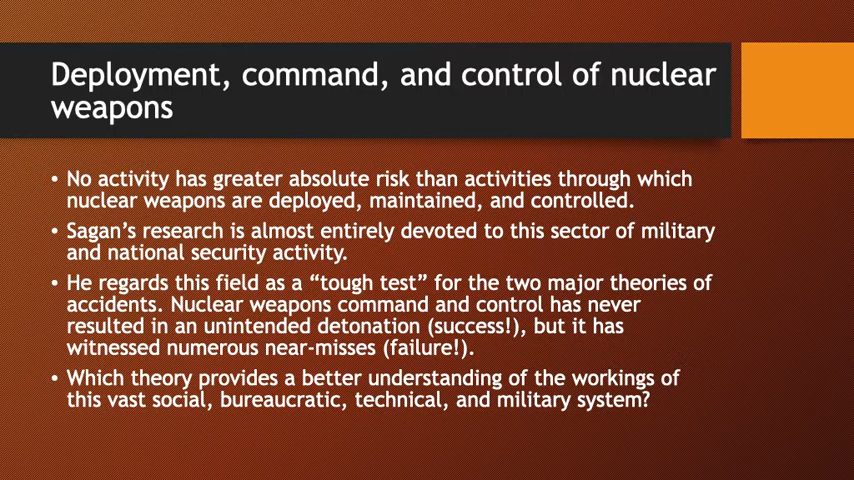 Deployment, command, and control of nuclear
weapons
• No activity has greater absolute risk than activities through which
nuclear weapons are deployed, maintained, and controlled.
• Sagan’s research is almost entirely devoted to this sector of military
and national security activity.
• He regards this field as a “tough test” for the two major theories of
accidents. Nuclear weapons command and control has never
resulted in an unintended detonation (success!), but it has
witnessed numerous near-misses (failure!).
• Which theory provides a better understanding of the workings of
this vast social, bureaucratic, technical, and military system?